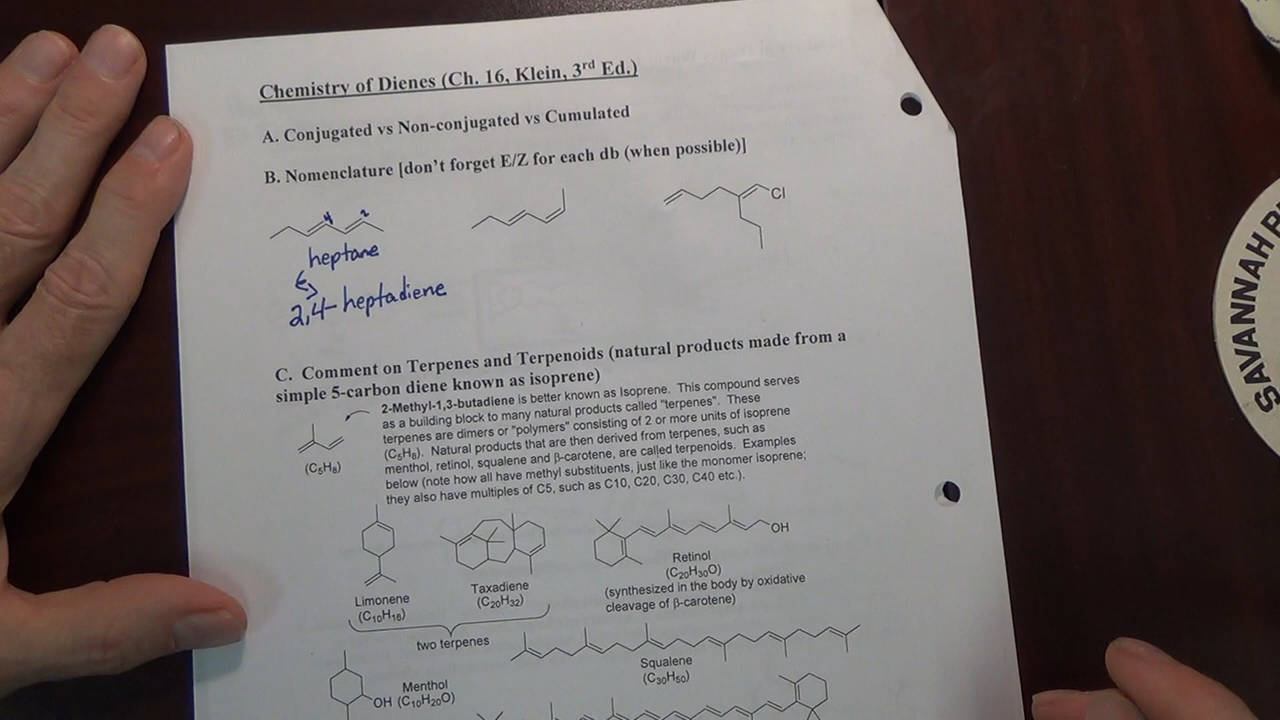 Chemistry of Dienes (Ch. 16, Klein, 3rd Ed.)
A. Conjugated vs Non-conjugated vs Cumulated
B. Nomenclature [don't forget E/Z for each db (when possible)]
4 2
Cl
heptane
2,4-heptadiene
C. Comment on Terpenes and Terpenoids (natural products made from a
simple 5-carbon diene known as isoprene)
2-Methyl-1,3-butadiene is better known as Isoprene. This compound serves
as a building block to many natural products called "terpenes". These
terpenes are dimers or "polymers" consisting of 2 or more units of isoprene
(C5H8). Natural products that are then derived from terpenes, such as
menthol, retinol, squalene and β-carotene, are called terpenoids. Examples
below (note how all have methyl substituents, just like the monomer isoprene;
they also have multiples of C5, such as C10, C20, C30, C40 etc.).
(C5H8)
OH
Limonene
(C10H16)
Taxadiene
(C20H32)
Retinol
(C20H30O)
(synthesized in the body by oxidative
cleavage of β-carotene)
two terpenes
Squalene
(C30H50)
Menthol
OH (C10H20O)
SAVANNAH